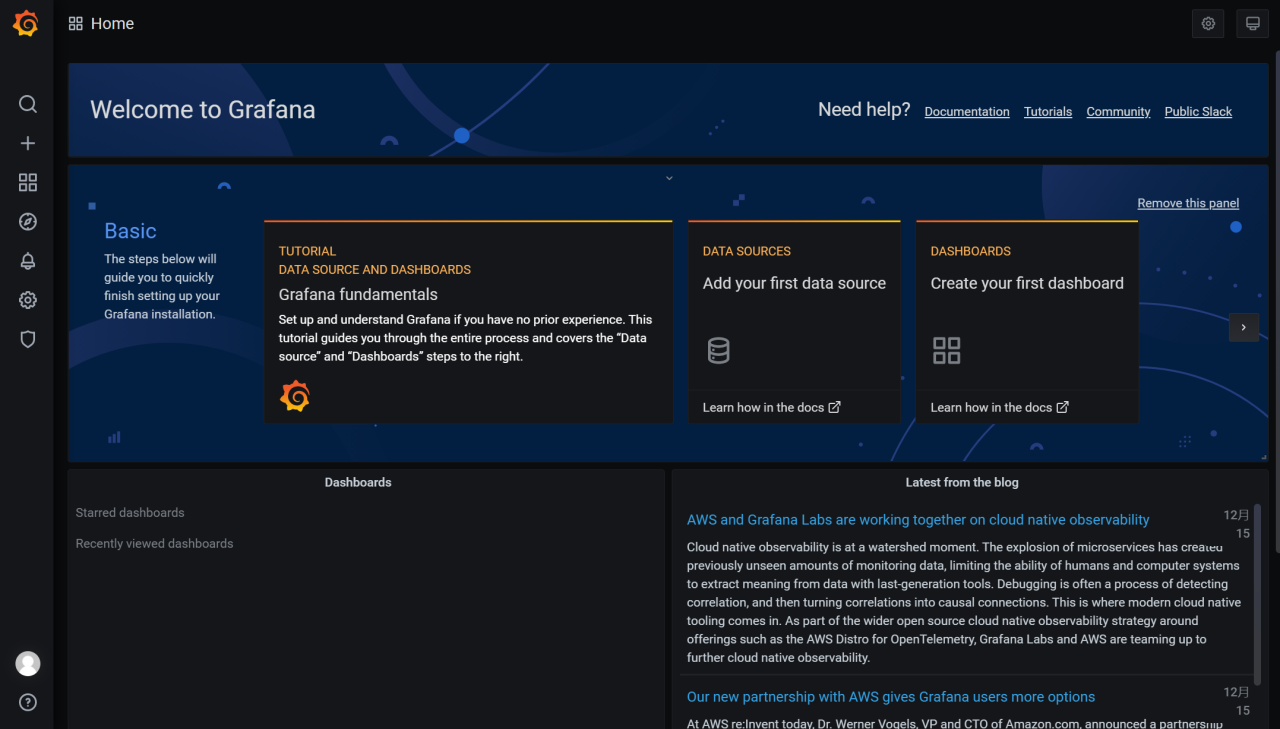 Home
Welcome to Grafana
Need help?
Documentation
Tutorials
Community
Public Slack
Remove this panel
Basic
The steps below will
guide you to quickly
finish setting up your
Grafana installation.
TUTORIAL
DATA SOURCE AND DASHBOARDS
Grafana fundamentals
Set up and understand Grafana if you have no prior experience. This
tutorial guides you through the entire process and covers the “Data
source” and “Dashboards” steps to the right.
DATA SOURCES
Add your first data source
Learn how in the docs
DASHBOARDS
Create your first dashboard
Learn how in the docs
Dashboards
Starred dashboards
Recently viewed dashboards
Latest from the blog
AWS and Grafana Labs are working together on cloud native observability
12月
15
Cloud native observability is at a watershed moment. The explosion of microservices has created
previously unseen amounts of monitoring data, limiting the ability of humans and computer systems
to extract meaning from data with last-generation tools. Debugging is often a process of detecting
correlation, and then turning correlations into causal connections. This is where modern cloud native
tooling comes in. As part of the wider open source cloud native observability strategy around
offerings such as the AWS Distro for OpenTelemetry, Grafana Labs and AWS are teaming up to
further cloud native observability.
Our new partnership with AWS gives Grafana users more options
12月
15
At AWS re:Invent today, Dr. Werner Vogels, VP and CTO of Amazon.com, announced a partnership